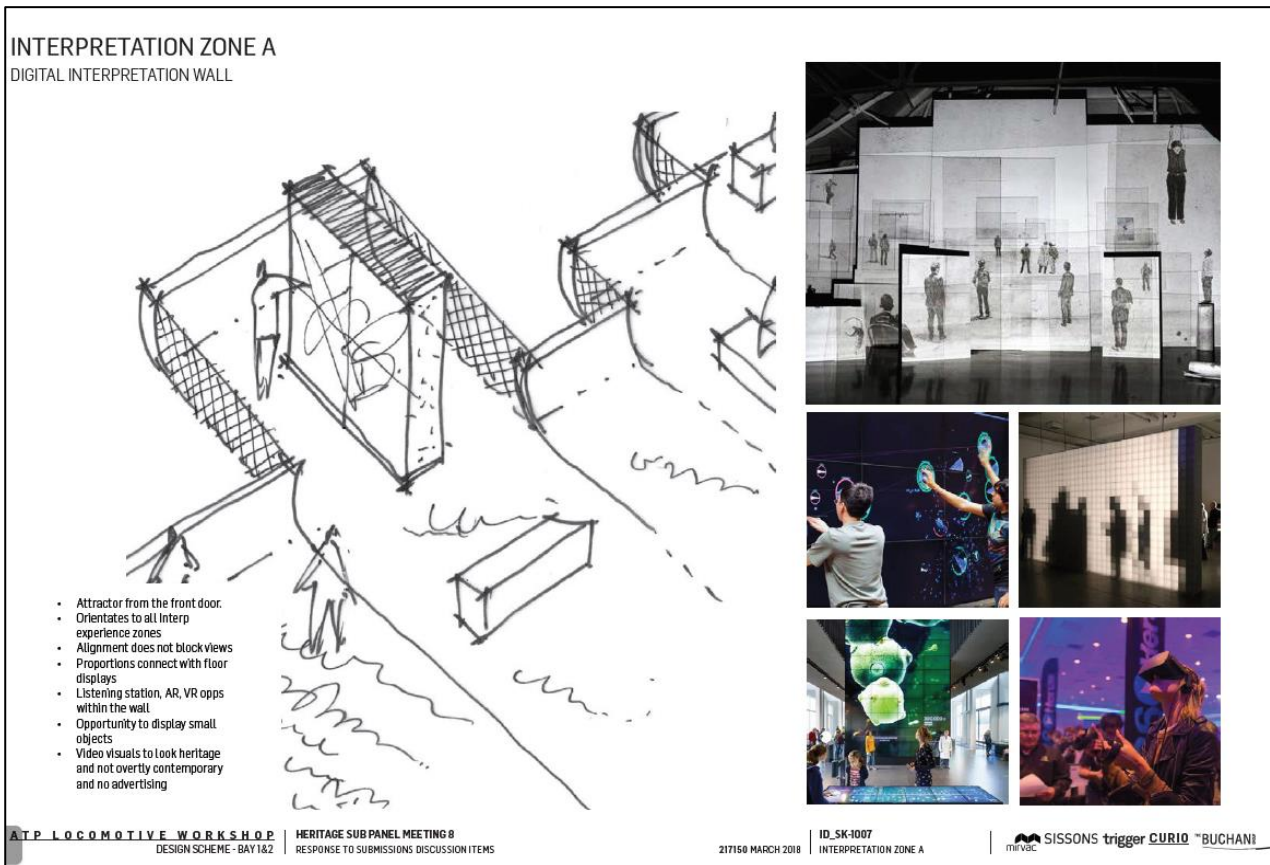 INTERPRETATION ZONE A
DIGITAL INTERPRETATION WALL
• Attractor from the front door.
• Orientates to all Interp
experience zones
• Alignment does not block views
• Proportions connect with floor
displays
• Listening station, AR, VR opps
within the wall
• Opportunity to display small
objects
• Video visuals to look heritage
and not overtly contemporary
and no advertising
ATP LOCOMOTIVE WORKSHOP
DESIGN SCHEME - BAY 1&2
HERITAGE SUB PANEL MEETING 8
RESPONSE TO SUBMISSIONS DISCUSSION ITEMS
217150 MARCH 2018
ID_SK-1007
INTERPRETATION ZONE A
mirvac
SISSONS trigger CURIO